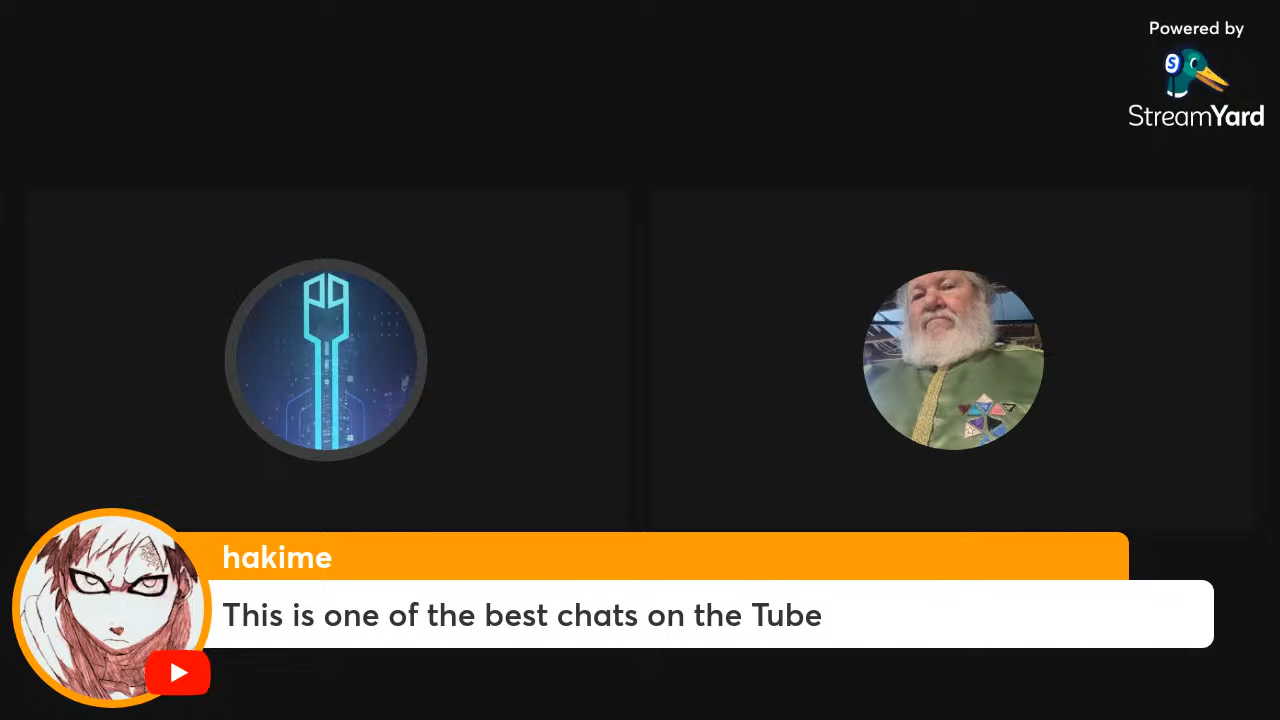 Powered by
S
StreamYard
hakime
This is one of the best chats on the Tube